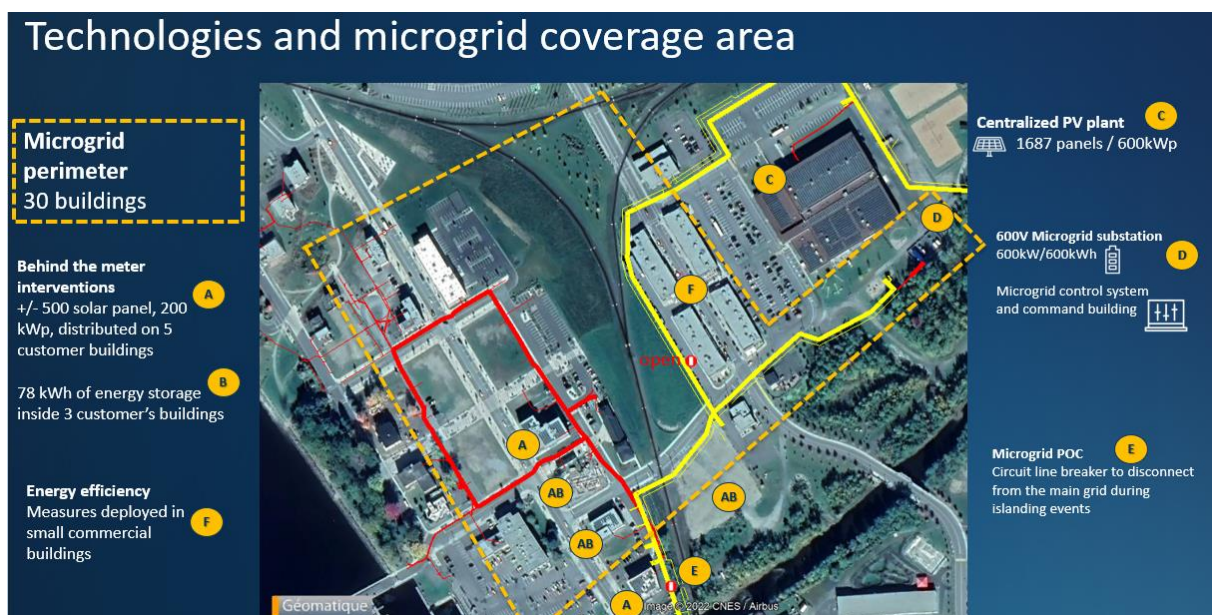 Technologies and microgrid coverage area
Microgrid
perimeter
30 buildings
Behind the meter
interventions
A
+/- 500 solar panel, 200
kWp, distributed on 5
customer buildings
B
78 kWh of energy storage
inside 3 customer's buildings
Energy efficiency
Measures deployed in
small commercial
buildings
F
C
D
F
open
A
AB
AB
AB
E
A
Géomatique
Image © 2022 CNES / Airbus
Centralized PV plant
C
1687 panels / 600kWp
600V Microgrid substation
600kW/600kWh
D
Microgrid control system
and command building
Microgrid POC
E
Circuit line breaker to disconnect
from the main grid during
islanding events